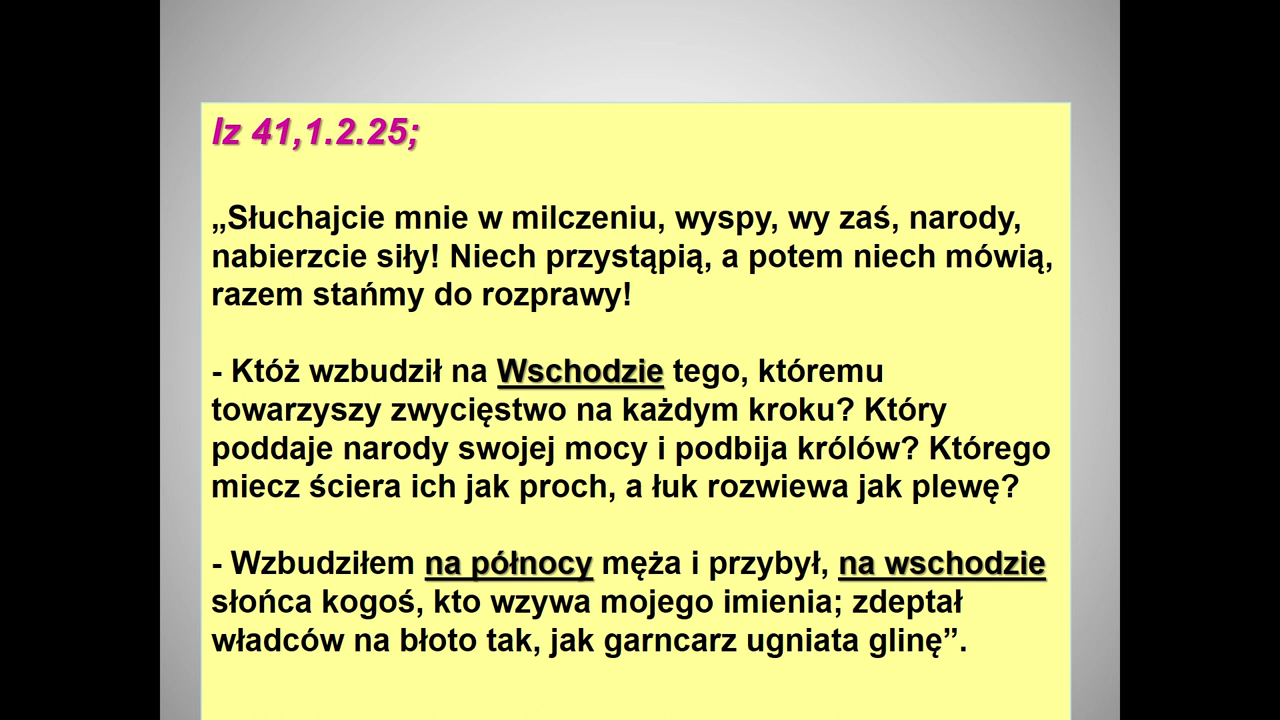 Iz 41,1.2.25;
„Słuchajcie mnie w milczeniu, wyspy, wy zaś, narody,
nabierzcie siły! Niech przystąpią, a potem niech mówią,
razem stańmy do rozprawy!
- Któż wzbudził na Wschodzie tego, któremu
towarzyszy zwycięstwo na każdym kroku? Który
poddaje narody swojej mocy i podbija królów? Którego
miecz ściera ich jak proch, a łuk rozwiewa jak plewę?
- Wzbudziłem na północy męża i przybył, na wschodzie
słońca kogoś, kto wzywa mojego imienia; zdeptał
władców na błoto tak, jak garncarz ugniata glinę”.